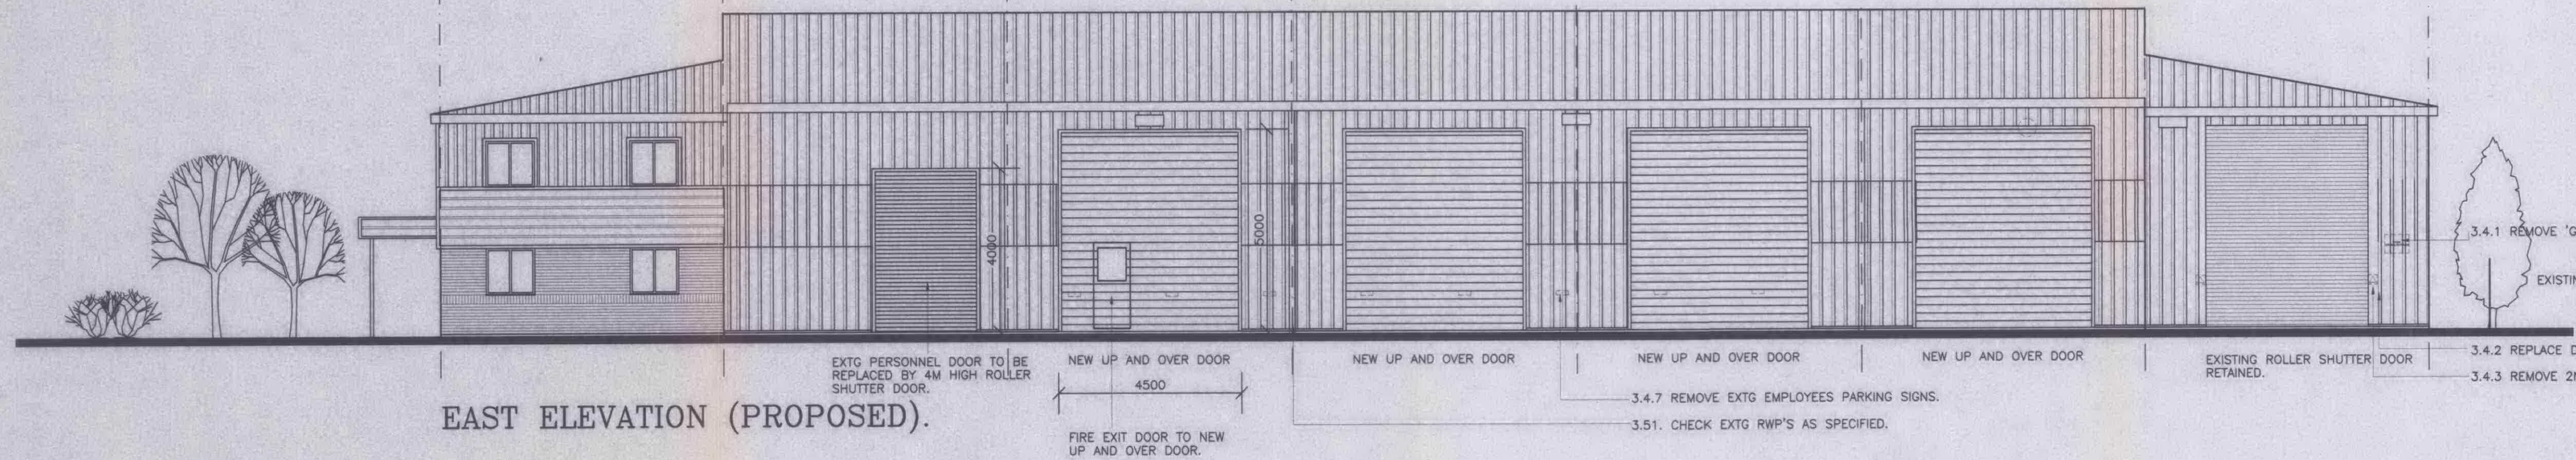 4000
5000
3.4.1 REMOVE 'G
EXISTIN
EXTG PERSONNEL DOOR TO BE
REPLACED BY 4M HIGH ROLLER
SHUTTER DOOR.
NEW UP AND OVER DOOR
4500
NEW UP AND OVER DOOR
NEW UP AND OVER DOOR
NEW UP AND OVER DOOR
EXISTING ROLLER SHUTTER DOOR
RETAINED.
3.4.2 REPLACE D
3.4.3 REMOVE 2
3.4.7 REMOVE EXTG EMPLOYEES PARKING SIGNS.
3.51. CHECK EXTG RWP'S AS SPECIFIED.
EAST ELEVATION (PROPOSED).
FIRE EXIT DOOR TO NEW
UP AND OVER DOOR.